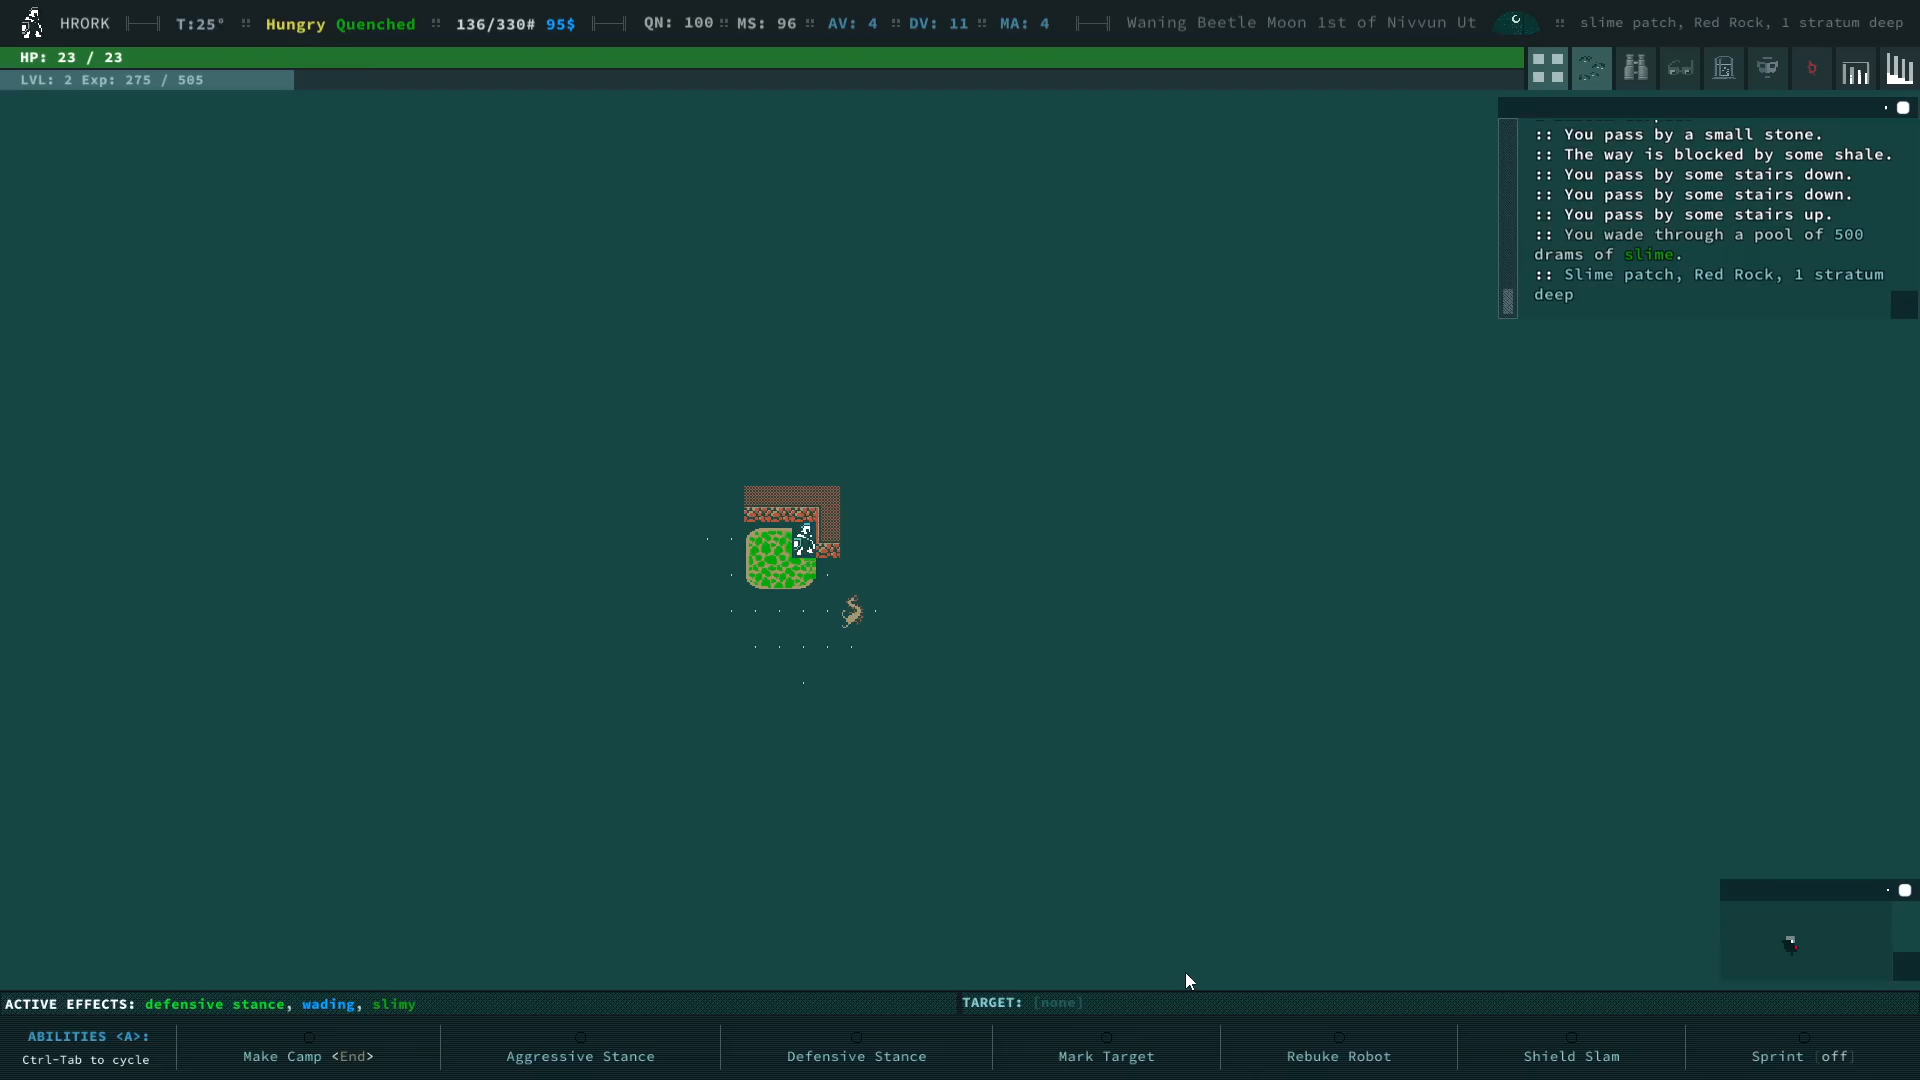 HRORK T:25° :: Hungry Quenched :: 136/330# 95$ QN: 100 :: MS: 96 :: AV: 4 :: DV: 11 :: MA: 4 Waning Beetle Moon 1st of Nivvun Ut :: slime patch, Red Rock, 1 stratum deep
HP: 23 / 23
LVL: 2 Exp: 275 / 505
:: You pass by a small stone.
:: The way is blocked by some shale.
:: You pass by some stairs down.
:: You pass by some stairs down.
:: You pass by some stairs up.
:: You wade through a pool of 500
drams of slime.
:: Slime patch, Red Rock, 1 stratum
deep
ACTIVE EFFECTS: defensive stance, wading, slimy
TARGET: [none]
ABILITIES <A>:
Ctrl-Tab to cycle
Make Camp <End>
Aggressive Stance
Defensive Stance
Mark Target
Rebuke Robot
Shield Slam
Sprint [off]